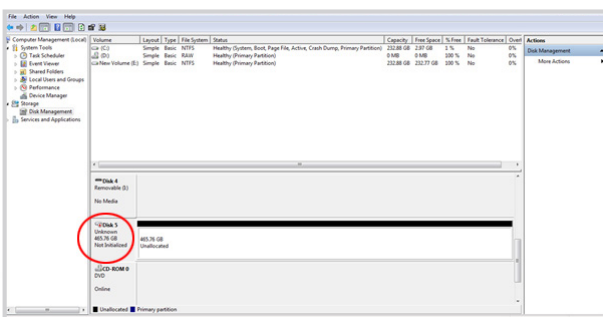 File Action View Help
Computer Management (Local)
System Tools
Task Scheduler
Event Viewer
Shared Folders
Local Users and Groups
Performance
Device Manager
Storage
Disk Management
Services and Applications
Volume Layout Type File System Status Capacity Free Space % Free Fault Tolerance Overl
(C:) Simple Basic NTFS Healthy (System, Boot, Page File, Active, Crash Dump, Primary Partition) 232.88 GB 2.97 GB 1 % No 0%
(D:) Simple Basic RAW Healthy (Primary Partition) 0 MB 0 MB 100 % No 0%
New Volume (E:) Simple Basic NTFS Healthy (Primary Partition) 232.88 GB 232.77 GB 100 % No 0%
Actions
Disk Management
More Actions
Disk 4
Removable (I:)
No Media
Disk 5
Unknown
465.76 GB
Not Initialized
465.76 GB
Unallocated
CD-ROM 0
DVD
Online
Unallocated Primary partition